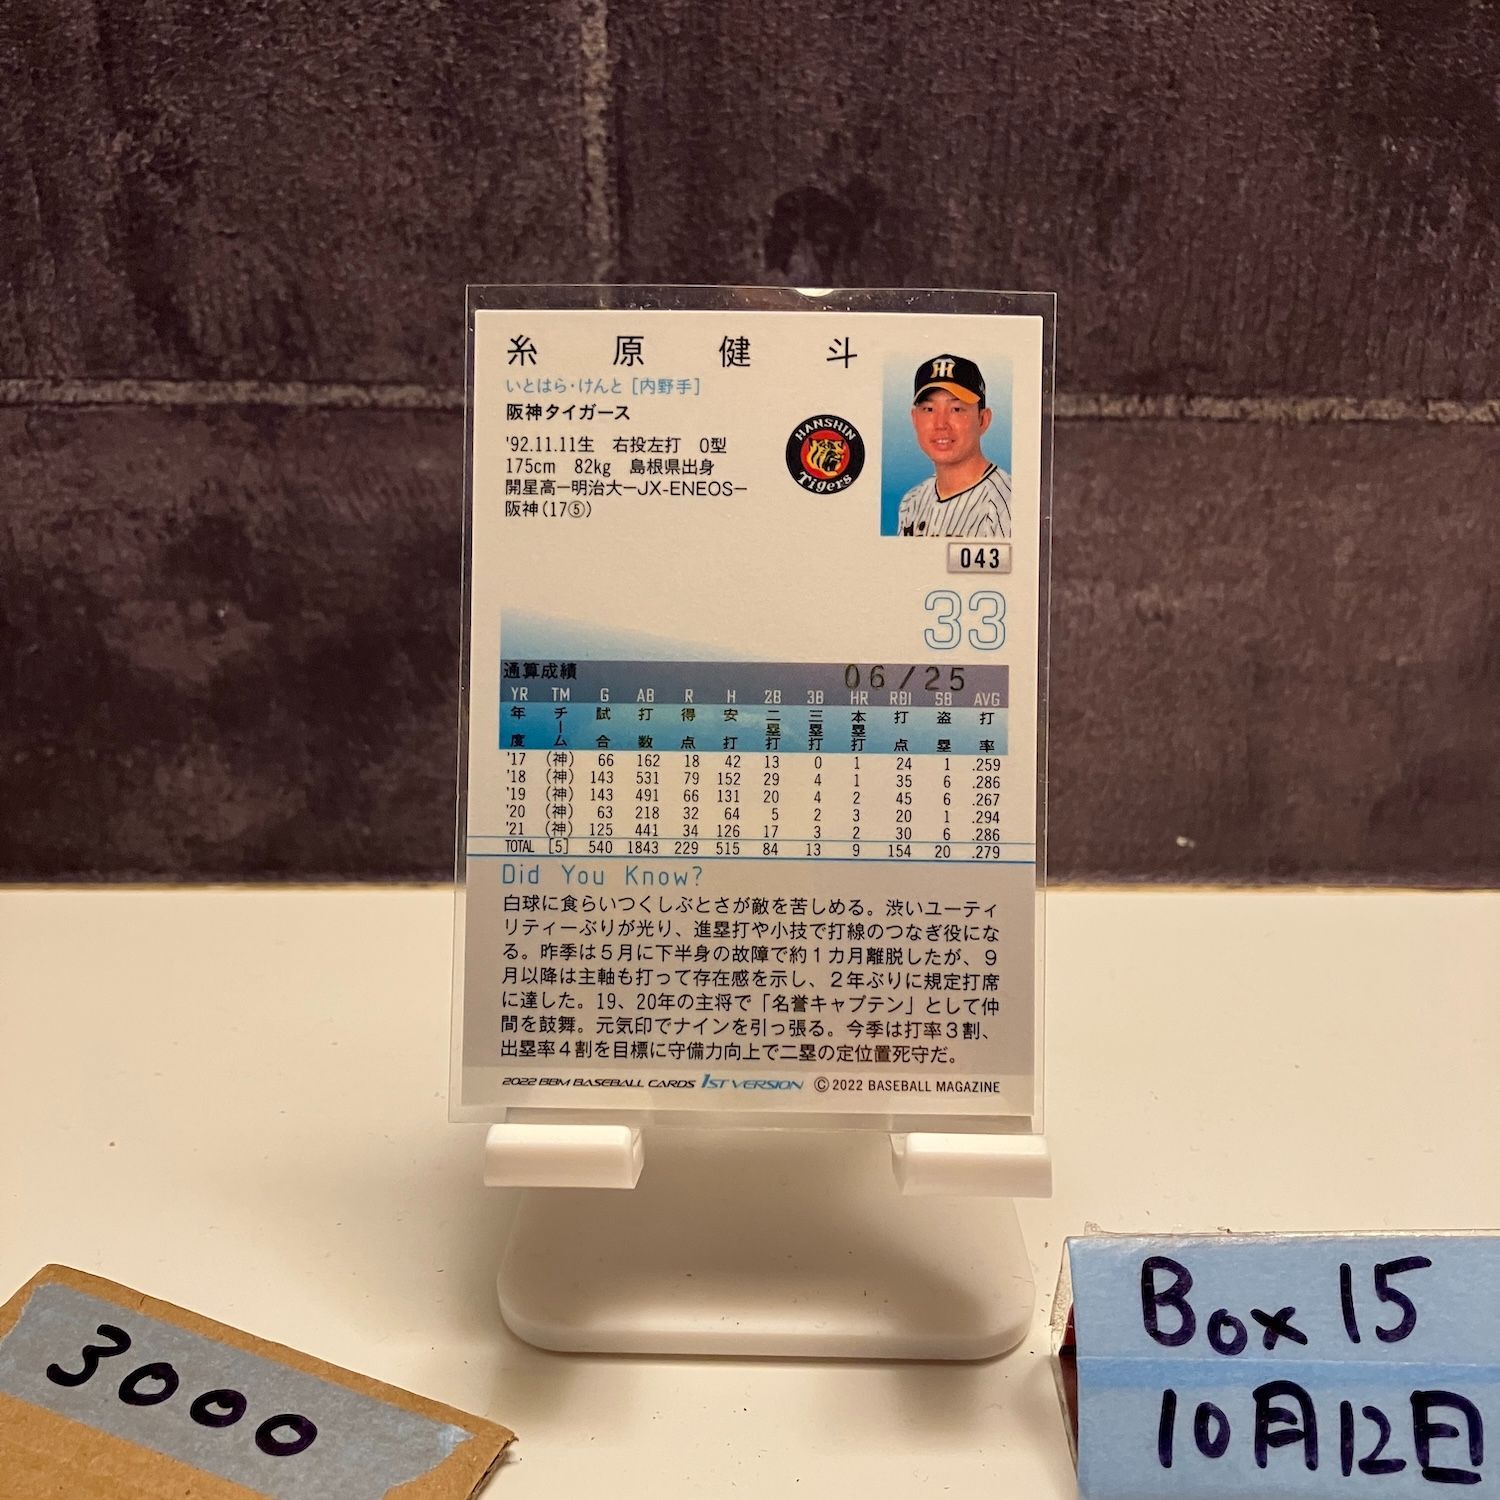 糸原健斗
いとはら・けんと [内野手]
阪神タイガース
'92.11.11生 右投左打 O型
175cm 82kg 島根県出身
開星高―明治大―JX-ENEOS―
阪神(17⑤)
HANSHIN
Tigers
HT
043
33
通算成績
06/25
YR TM G AB R H 2B 3B HR RBI SB AVG
年度 チーム 試合 打数 得点 安打 二塁打 三塁打 本塁打 打点 盗塁 打率
'17 (神) 66 162 18 42 13 0 1 24 1 .259
'18 (神) 143 531 79 152 29 4 1 35 6 .286
'19 (神) 143 491 66 131 20 4 2 45 6 .267
'20 (神) 63 218 32 64 5 2 3 20 1 .294
'21 (神) 125 441 34 126 17 3 2 30 6 .286
TOTAL [5] 540 1843 229 515 84 13 9 154 20 .279
Did You Know?
白球に食らいつくしぶとさが敵を苦しめる。渋いユーティ
リティーぶりが光り、進塁打や小技で打線のつなぎ役にな
る。昨季は５月に下半身の故障で約１カ月離脱したが、９
月以降は主軸も打って存在感を示し、２年ぶりに規定打席
に達した。19、20年の主将で「名誉キャプテン」として仲
間を鼓舞。元気印でナインを引っ張る。今季は打率３割、
出塁率４割を目標に守備力向上で二塁の定位置死守だ。
2022 BBM BASEBALL CARDS 1ST VERSION © 2022 BASEBALL MAGAZINE
3000
Box 15
10月12日